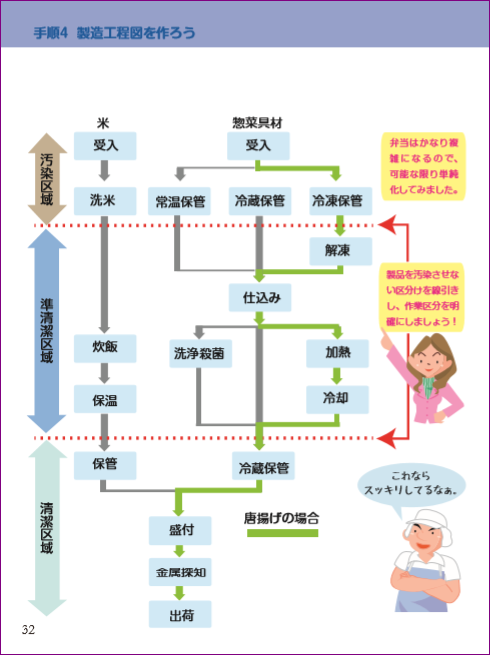 手順4 製造工程図を作ろう
米
惣菜具材
受入
受入
弁当はかなり複
雑になるので、
可能な限り単純
化してみました。
汚染区域
洗米
常温保管
冷蔵保管
冷凍保管
解凍
製品を汚染させな
い区分けを線引き
し、作業区分を明
確にしましょう！
準清潔区域
仕込み
炊飯
洗浄殺菌
加熱
保温
冷却
保管
冷蔵保管
これなら
スッキリしてるなぁ。
清潔区域
盛付
唐揚げの場合
金属探知
出荷
32